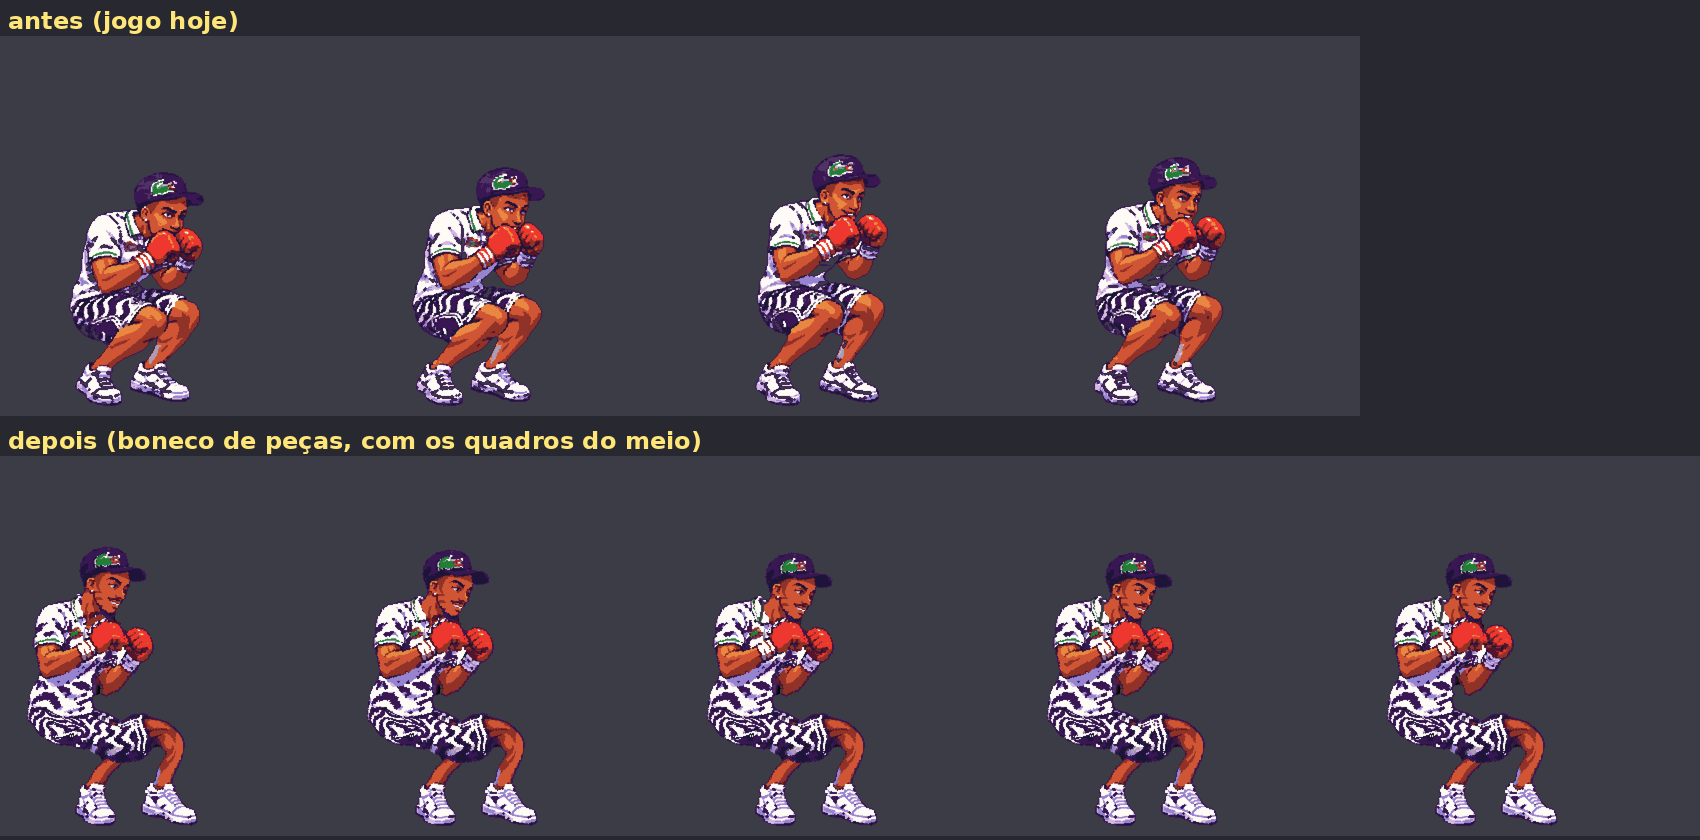 antes (jogo hoje)
depois (boneco de peças, com os quadros do meio)